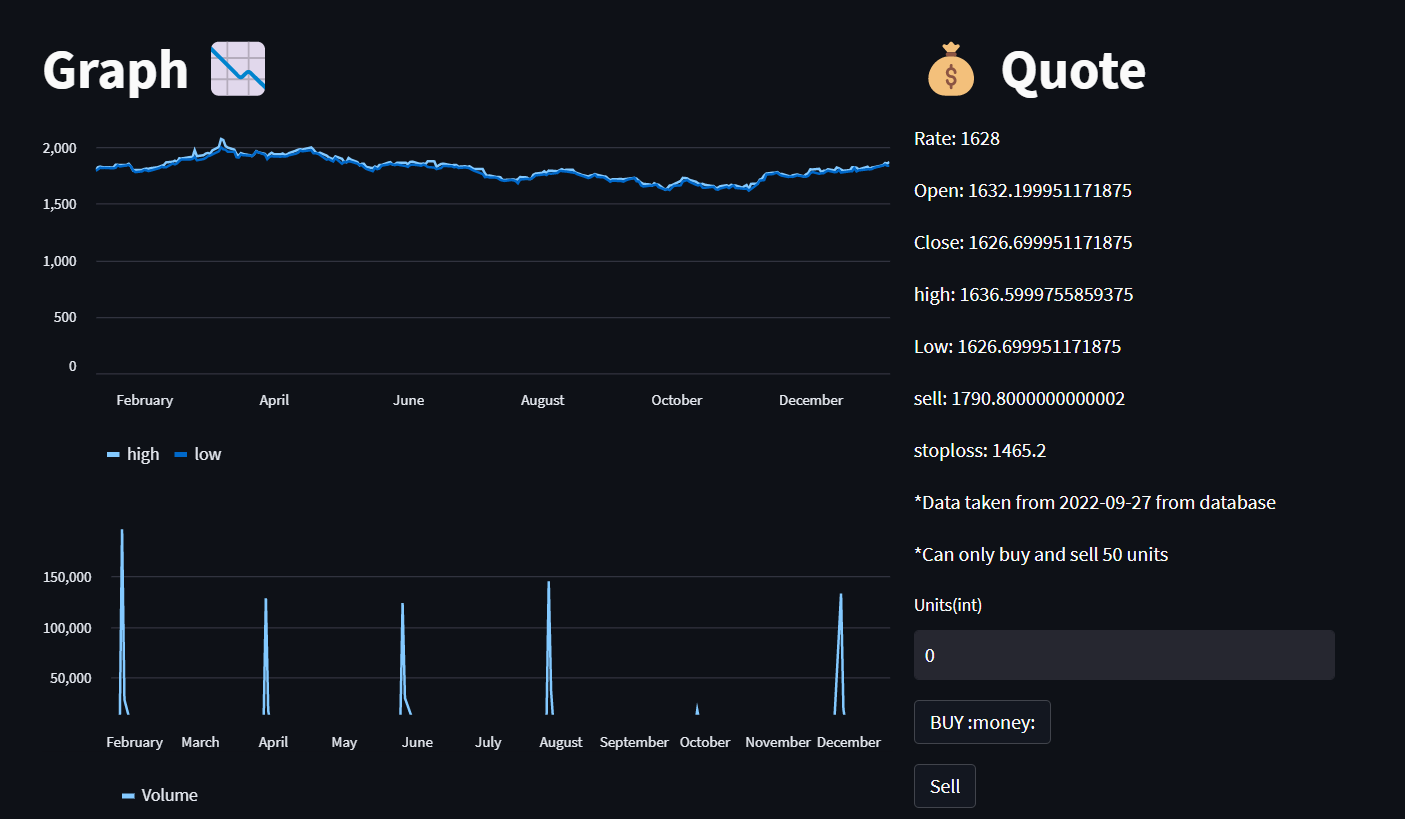 Graph
2,000
1,500
1,000
500
0
February April June August October December
high low
150,000
100,000
50,000
February March April May June July August September October November December
Volume
$ Quote
Rate: 1628
Open: 1632.199951171875
Close: 1626.699951171875
high: 1636.5999755859375
Low: 1626.699951171875
sell: 1790.8000000000002
stoploss: 1465.2
*Data taken from 2022-09-27 from database
*Can only buy and sell 50 units
Units(int)
0
BUY :money:
Sell